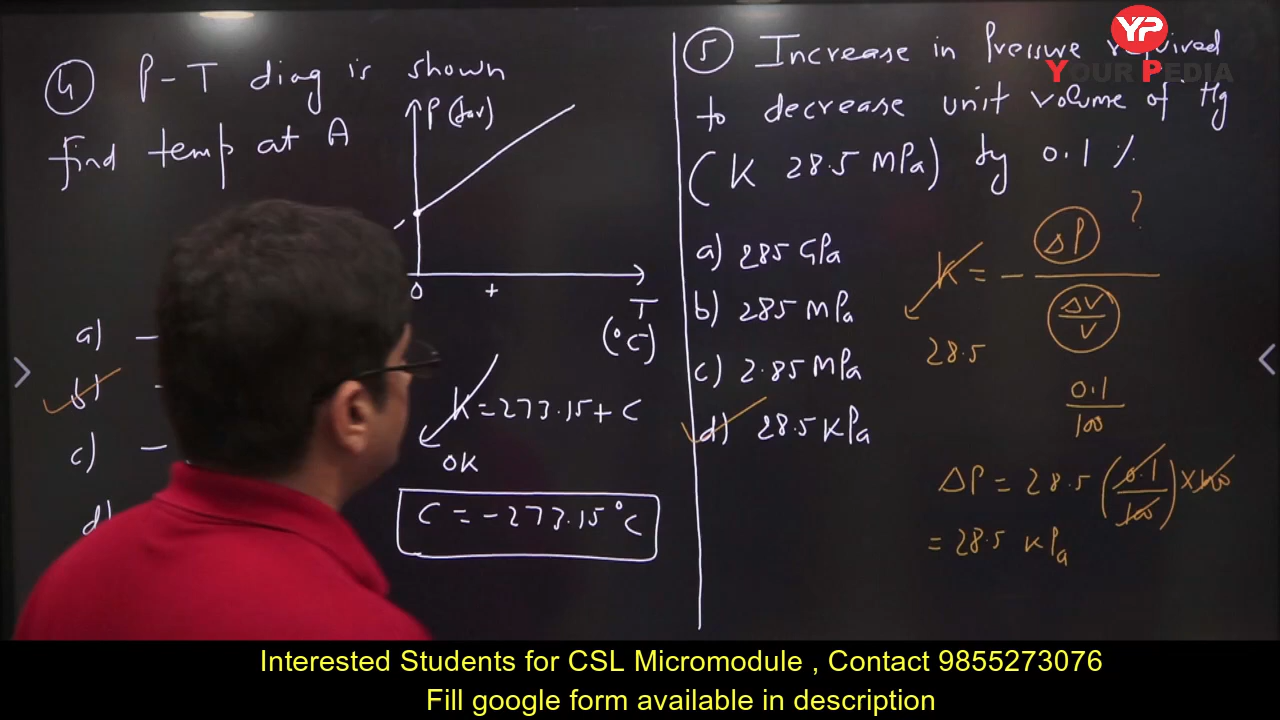 ④ P-T diag is shown
find temp at A
P (bar)
0 +
T
(°C)
a) -
b) -
c) -
d)
K = 273.15 + C
0K
C = -273.15°C
⑤ Increase in Pressure required
to decrease unit volume of Hg
(K 28.5 MPa) by 0.1 %
a) 285 GPa
b) 285 MPa
c) 2.85 MPa
d) 28.5 KPa
?
K = - ΔP
ΔV
V
28.5
0.1
100
ΔP = 28.5 (0.1/100) × 100
= 28.5 KPa
YP
YOUR PEDIA
Interested Students for CSL Micromodule , Contact 9855273076
Fill google form available in description